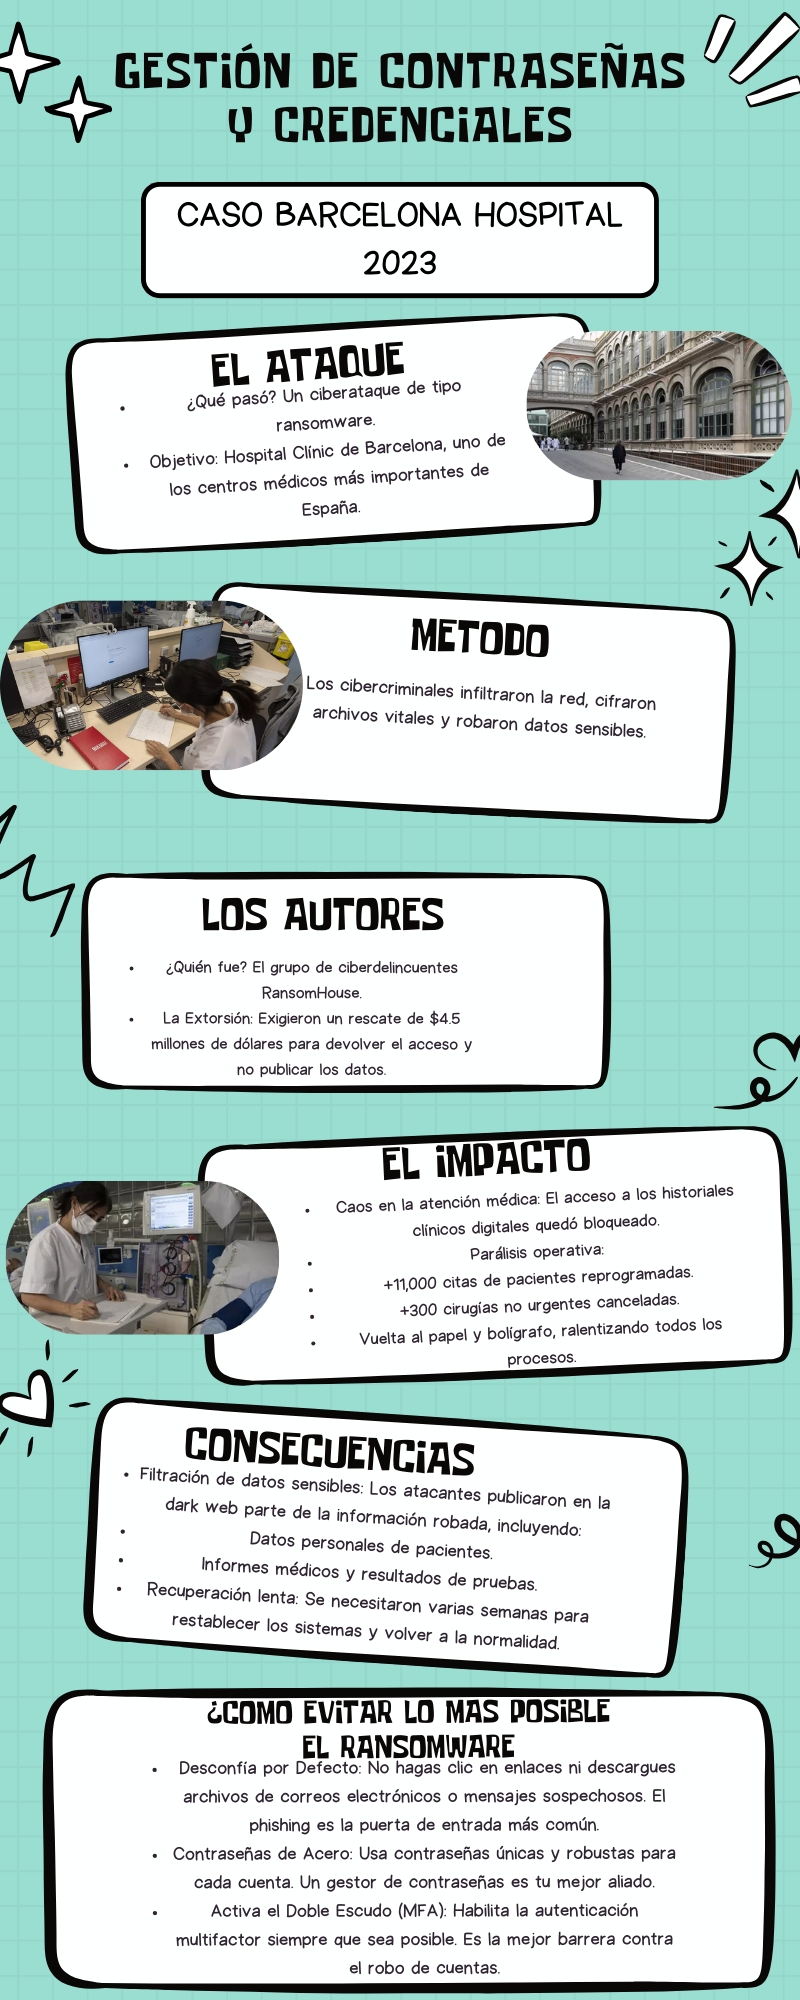 GESTIÓN DE CONTRASEÑAS
Y CREDENCIALES
CASO BARCELONA HOSPITAL
2023
EL ATAQUE
• ¿Qué pasó? Un ciberataque de tipo
ransomware.
• Objetivo: Hospital Clínic de Barcelona, uno de
los centros médicos más importantes de
España.
METODO
Los cibercriminales infiltraron la red, cifraron
archivos vitales y robaron datos sensibles.
LOS AUTORES
• ¿Quién fue? El grupo de ciberdelincuentes
RansomHouse.
• La Extorsión: Exigieron un rescate de $4.5
millones de dólares para devolver el acceso y
no publicar los datos.
EL IMPACTO
• Caos en la atención médica: El acceso a los historiales
clínicos digitales quedó bloqueado.
• Parálisis operativa:
• +11,000 citas de pacientes reprogramadas.
• +300 cirugías no urgentes canceladas.
• Vuelta al papel y bolígrafo, ralentizando todos los
procesos.
CONSECUENCIAS
• Filtración de datos sensibles: Los atacantes publicaron en la
dark web parte de la información robada, incluyendo:
• Datos personales de pacientes.
• Informes médicos y resultados de pruebas.
• Recuperación lenta: Se necesitaron varias semanas para
restablecer los sistemas y volver a la normalidad.
¿COMO EVITAR LO MAS POSIBLE
EL RANSOMWARE
• Desconfía por Defecto: No hagas clic en enlaces ni descargues
archivos de correos electrónicos o mensajes sospechosos. El
phishing es la puerta de entrada más común.
• Contraseñas de Acero: Usa contraseñas únicas y robustas para
cada cuenta. Un gestor de contraseñas es tu mejor aliado.
• Activa el Doble Escudo (MFA): Habilita la autenticación
multifactor siempre que sea posible. Es la mejor barrera contra
el robo de cuentas.